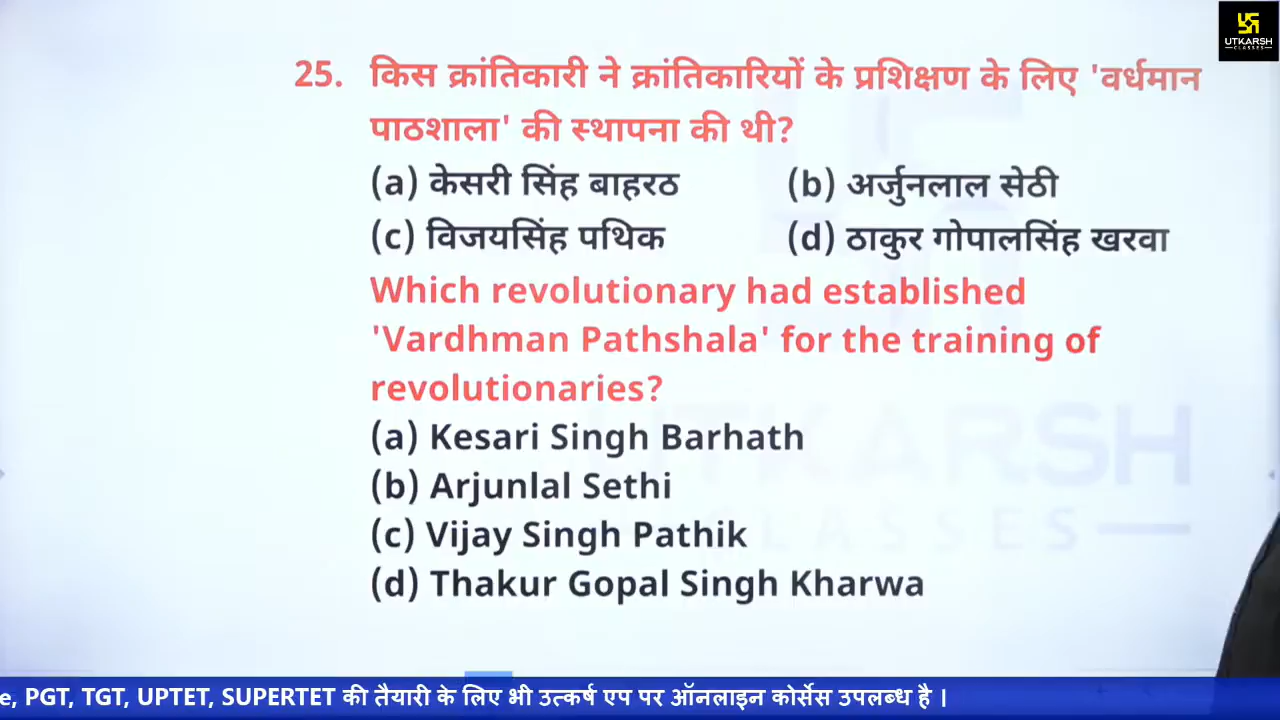 UTKARSH
CLASSES
25. किस क्रांतिकारी ने क्रांतिकारियों के प्रशिक्षण के लिए 'वर्धमान
पाठशाला' की स्थापना की थी?
(a) केसरी सिंह बाहरठ (b) अर्जुनलाल सेठी
(c) विजयसिंह पथिक (d) ठाकुर गोपालसिंह खरवा
Which revolutionary had established
'Vardhman Pathshala' for the training of
revolutionaries?
(a) Kesari Singh Barhath
(b) Arjunlal Sethi
(c) Vijay Singh Pathik
(d) Thakur Gopal Singh Kharwa
UTKARSH
CLASSES
e, PGT, TGT, UPTET, SUPERTET की तैयारी के लिए भी उत्कर्ष एप पर ऑनलाइन कोर्सेस उपलब्ध है |